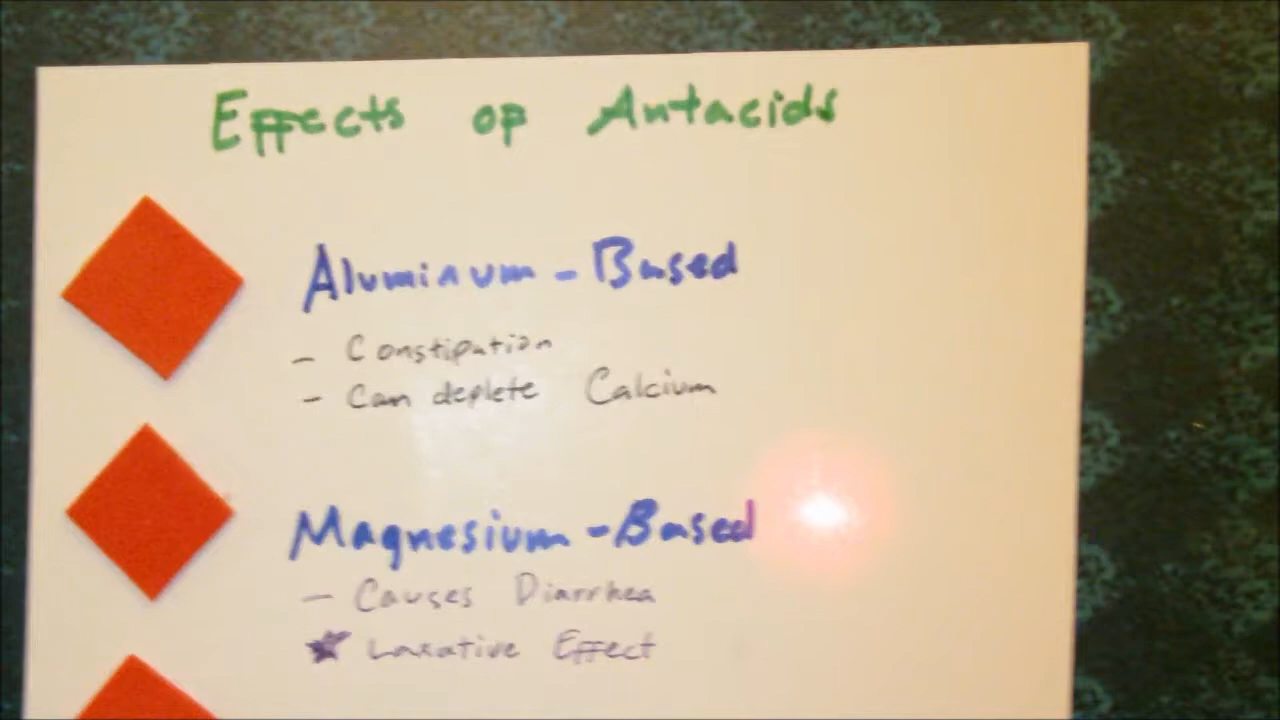 Effects of Antacids
Aluminum-Based
- Constipation
- Can deplete Calcium
Magnesium-Based
- Causes Diarrhea
★ Laxative Effect